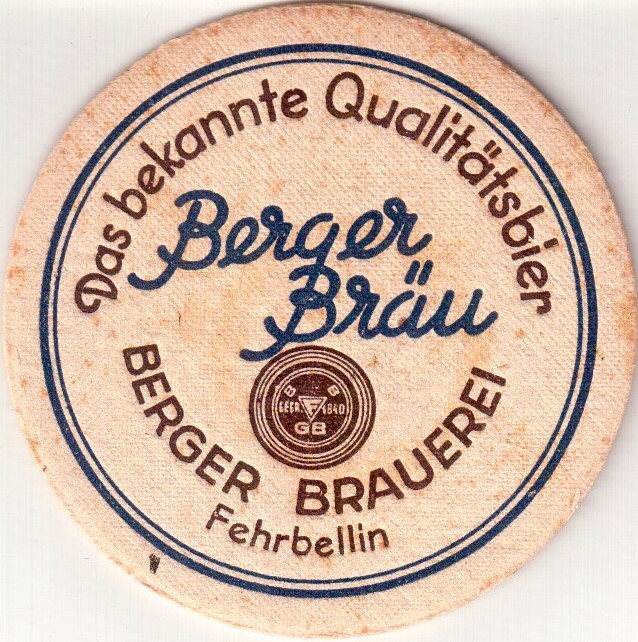 Das bekannte Qualitätsbier
Berger
Bräu
B B
GEGR. F 1840
GB
BERGER BRAUEREI
Fehrbellin